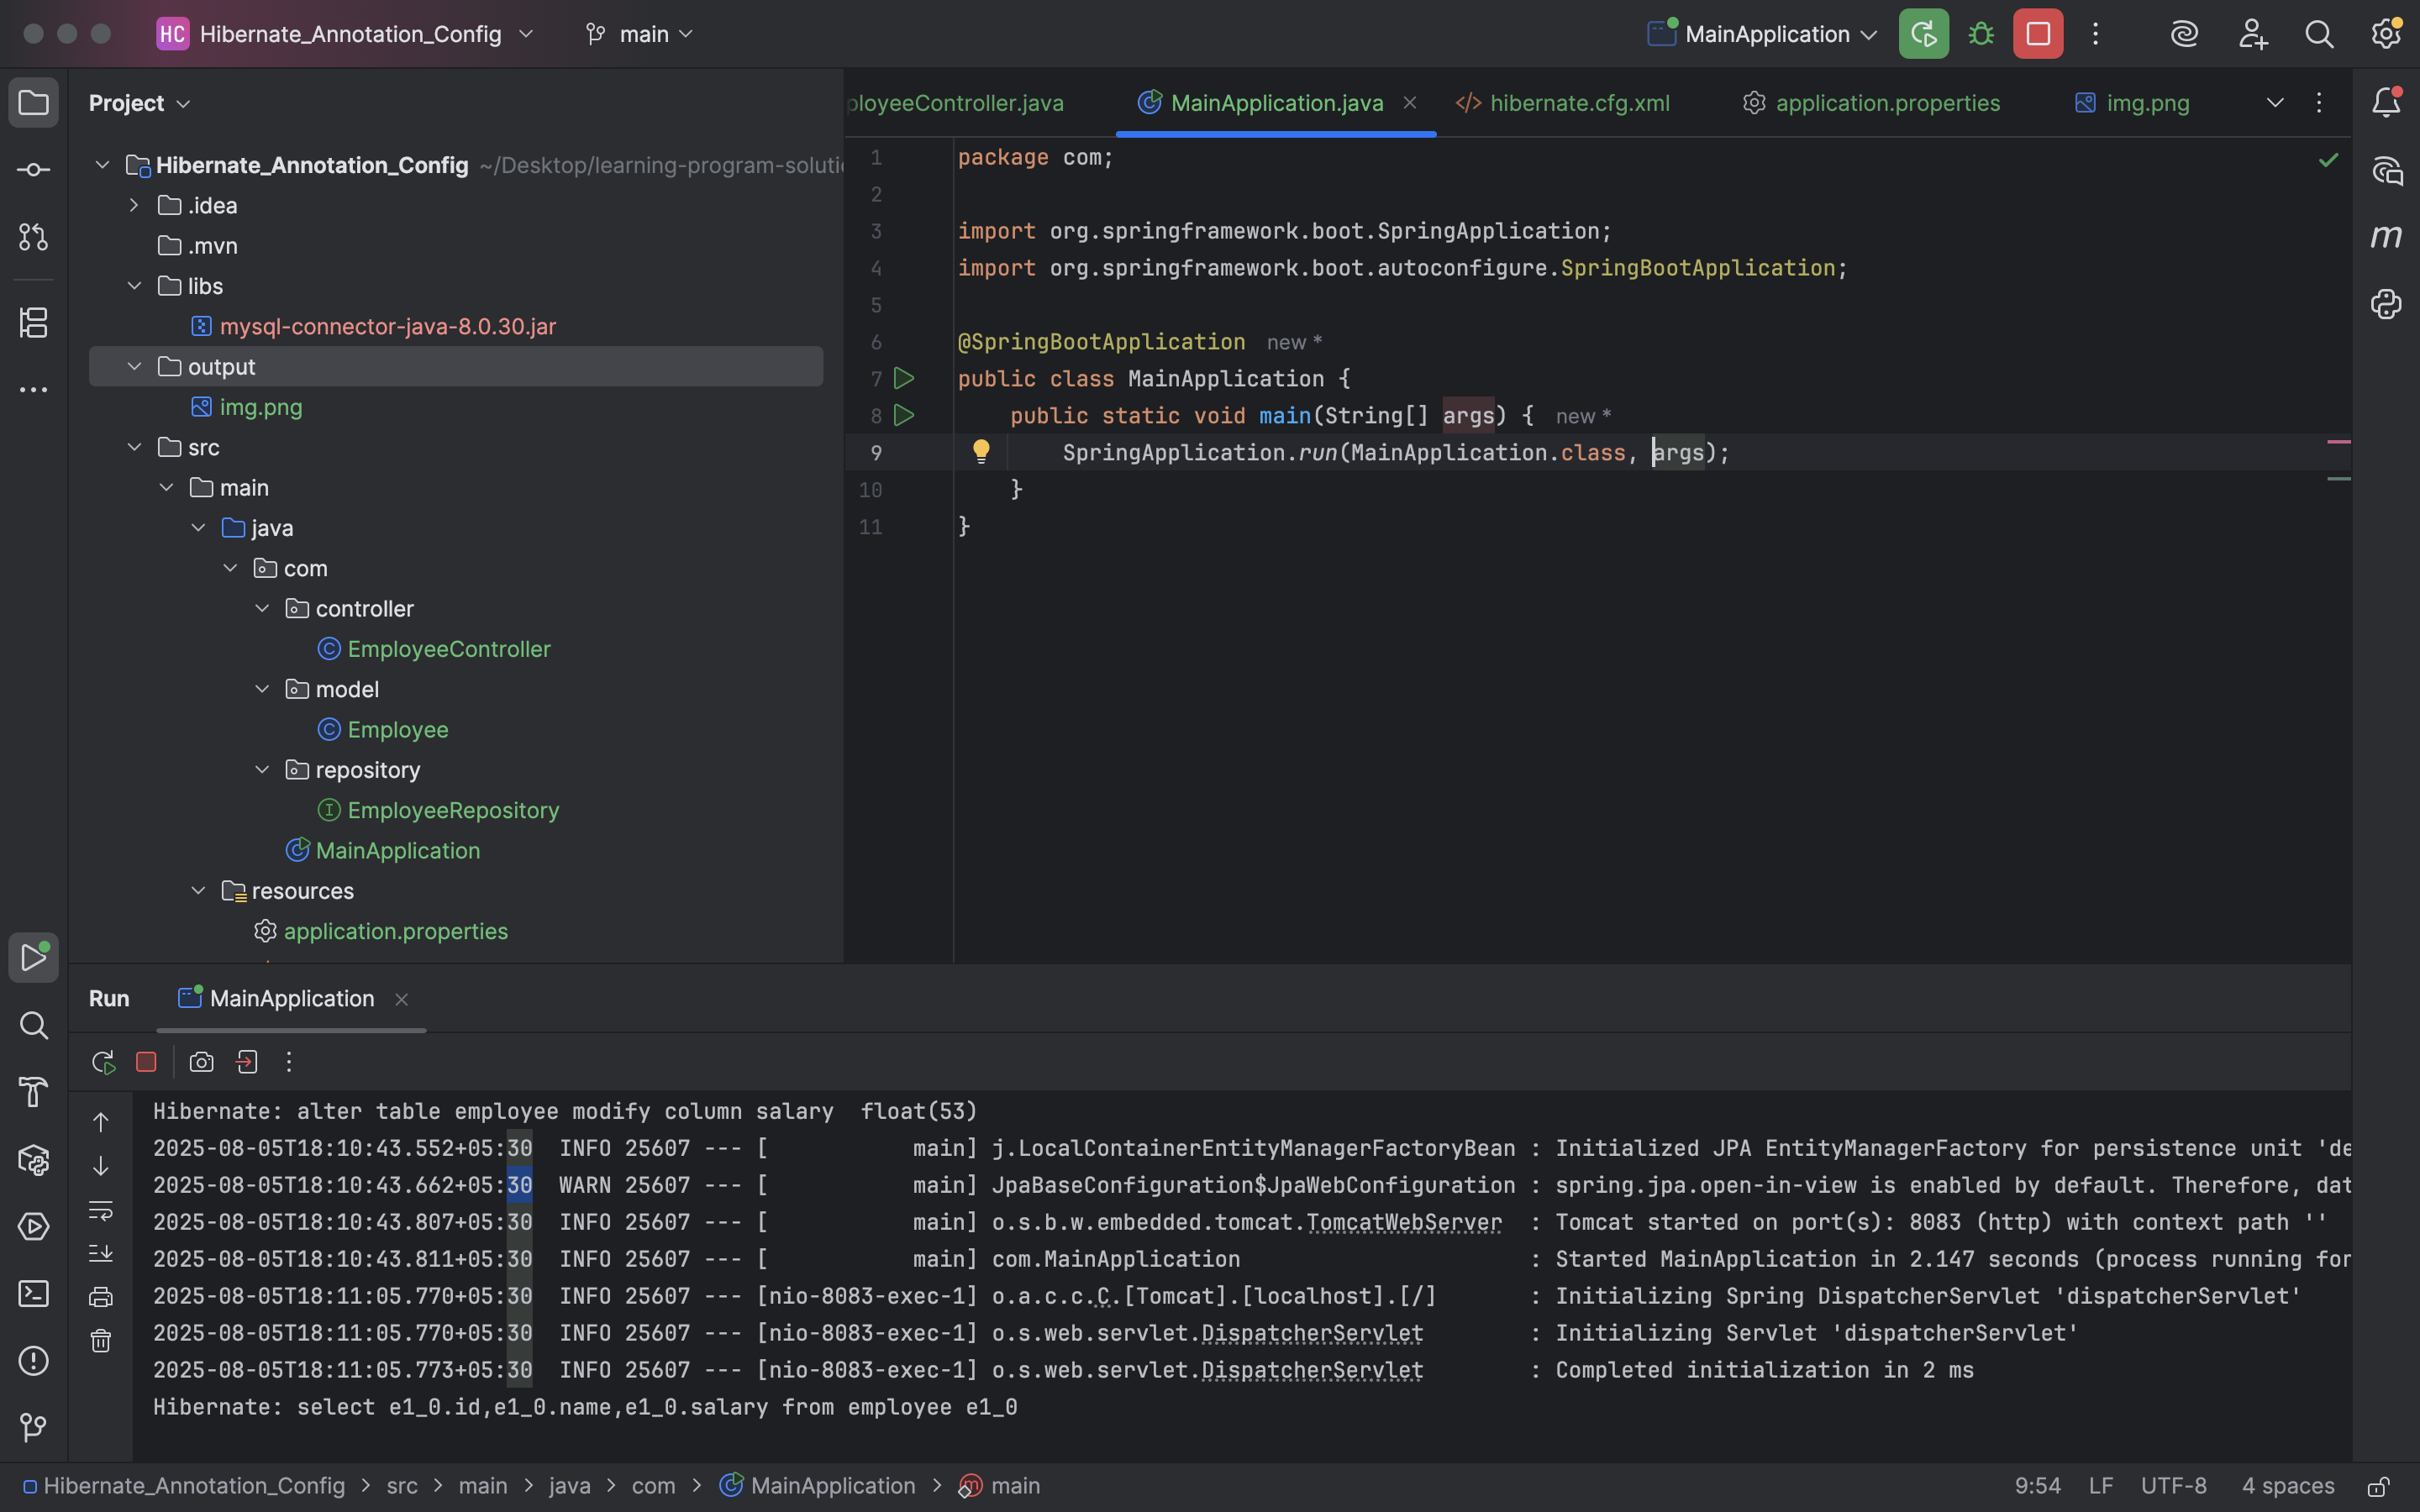 HC Hibernate_Annotation_Config main MainApplication
Project
ployeeController.java MainApplication.java hibernate.cfg.xml application.properties img.png
Hibernate_Annotation_Config ~/Desktop/learning-program-soluti
.idea
.mvn
libs
mysql-connector-java-8.0.30.jar
output
img.png
src
main
java
com
controller
EmployeeController
model
Employee
repository
EmployeeRepository
MainApplication
resources
application.properties
1 package com;
2
3 import org.springframework.boot.SpringApplication;
4 import org.springframework.boot.autoconfigure.SpringBootApplication;
5
6 @SpringBootApplication new *
7 public class MainApplication {
8 public static void main(String[] args) { new *
9 SpringApplication.run(MainApplication.class, args);
10 }
11 }
Run MainApplication
Hibernate: alter table employee modify column salary  float(53)
2025-08-05T18:10:43.552+05:30  INFO 25607 --- [           main] j.LocalContainerEntityManagerFactoryBean : Initialized JPA EntityManagerFactory for persistence unit 'de
2025-08-05T18:10:43.662+05:30  WARN 25607 --- [           main] JpaBaseConfiguration$JpaWebConfiguration : spring.jpa.open-in-view is enabled by default. Therefore, dat
2025-08-05T18:10:43.807+05:30  INFO 25607 --- [           main] o.s.b.w.embedded.tomcat.TomcatWebServer  : Tomcat started on port(s): 8083 (http) with context path ''
2025-08-05T18:10:43.811+05:30  INFO 25607 --- [           main] com.MainApplication                      : Started MainApplication in 2.147 seconds (process running for
2025-08-05T18:11:05.770+05:30  INFO 25607 --- [nio-8083-exec-1] o.a.c.c.C.[Tomcat].[localhost].[/]       : Initializing Spring DispatcherServlet 'dispatcherServlet'
2025-08-05T18:11:05.770+05:30  INFO 25607 --- [nio-8083-exec-1] o.s.web.servlet.DispatcherServlet        : Initializing Servlet 'dispatcherServlet'
2025-08-05T18:11:05.773+05:30  INFO 25607 --- [nio-8083-exec-1] o.s.web.servlet.DispatcherServlet        : Completed initialization in 2 ms
Hibernate: select e1_0.id,e1_0.name,e1_0.salary from employee e1_0
Hibernate_Annotation_Config > src > main > java > com > MainApplication > main 9:54 LF UTF-8 4 spaces